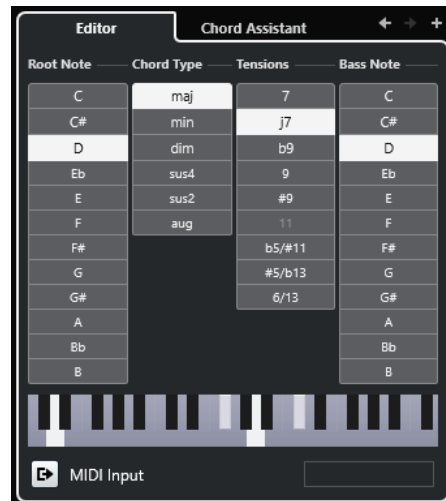 Editor Chord Assistant
Root Note Chord Type Tensions Bass Note
C maj 7 C
C# min j7 C#
D dim b9 D
Eb sus4 9 Eb
E sus2 #9 E
F aug 11 F
F# b5/#11 F#
G #5/b13 G
G# 6/13 G#
A A
Bb Bb
B B
MIDI Input